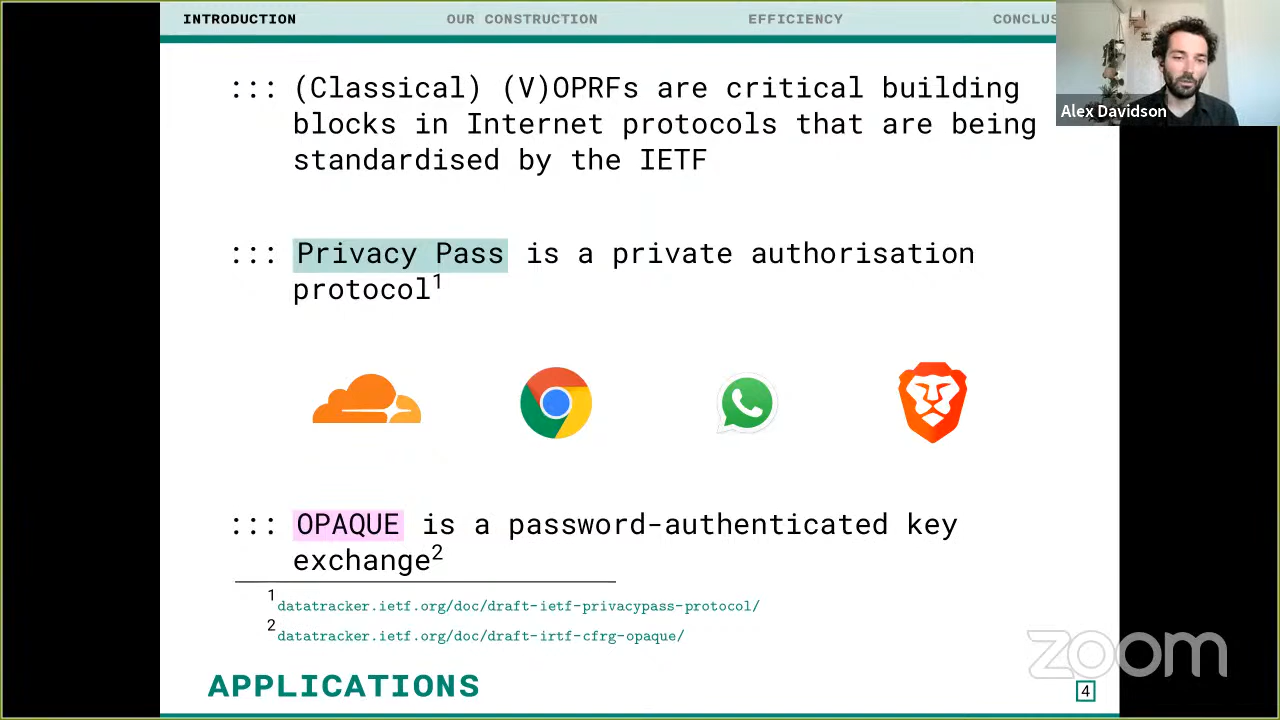 INTRODUCTION
OUR CONSTRUCTION
EFFICIENCY
CONCLUS
Alex Davidson
::: (Classical) (V)OPRFs are critical building
blocks in Internet protocols that are being
standardised by the IETF
::: Privacy Pass is a private authorisation
protocol1
::: OPAQUE is a password-authenticated key
exchange2
1 datatracker.ietf.org/doc/draft-ietf-privacypass-protocol/
2 datatracker.ietf.org/doc/draft-irtf-cfrg-opaque/
zoom
APPLICATIONS
4